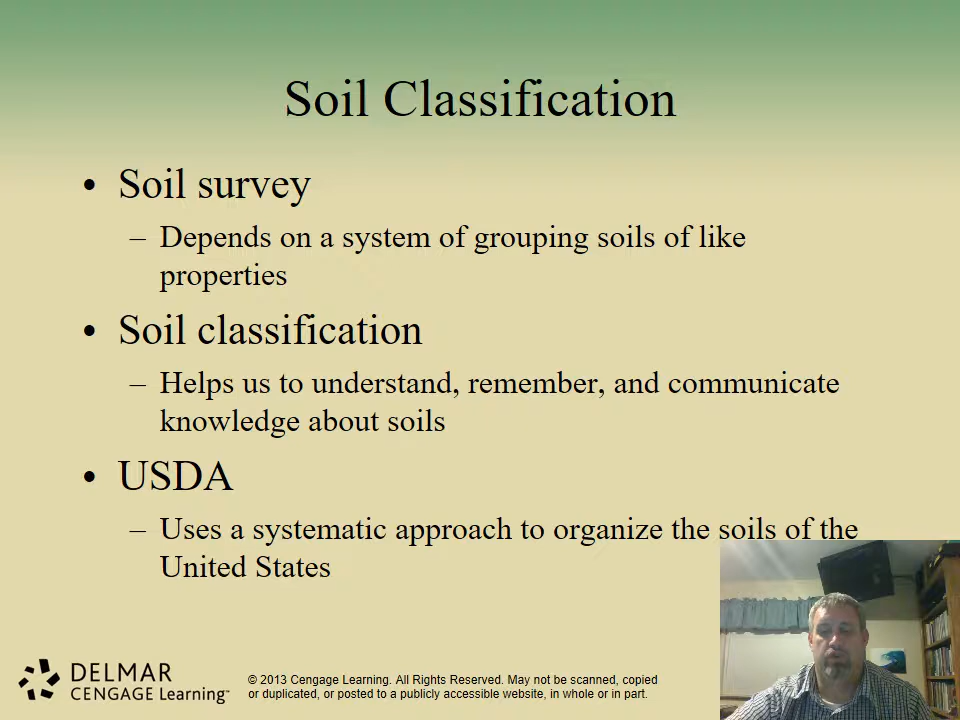 Soil Classification
• Soil survey
– Depends on a system of grouping soils of like
properties
• Soil classification
– Helps us to understand, remember, and communicate
knowledge about soils
• USDA
– Uses a systematic approach to organize the soils of the
United States
DELMAR
CENGAGE Learning™
© 2013 Cengage Learning. All Rights Reserved. May not be scanned, copied
or duplicated, or posted to a publicly accessible website, in whole or in part.